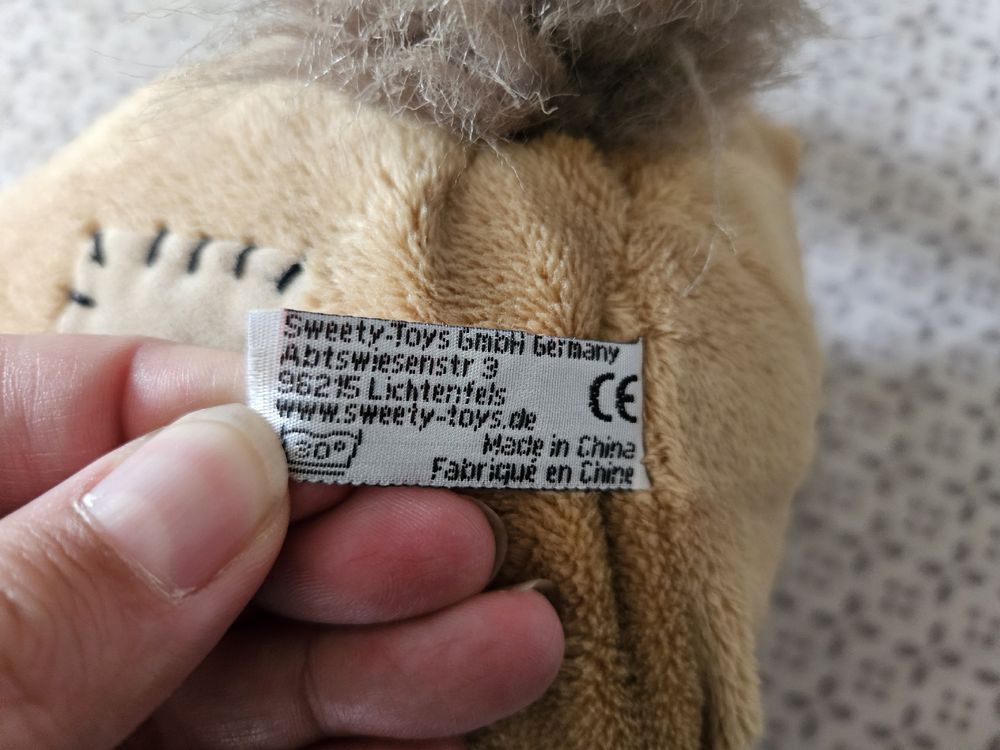 Sweety-Toys GmbH Germany
Abtswiesenstr 3
96215 Lichtenfels
www.sweety-toys.de
CE
30°
Made in China
Fabriqué en Chine